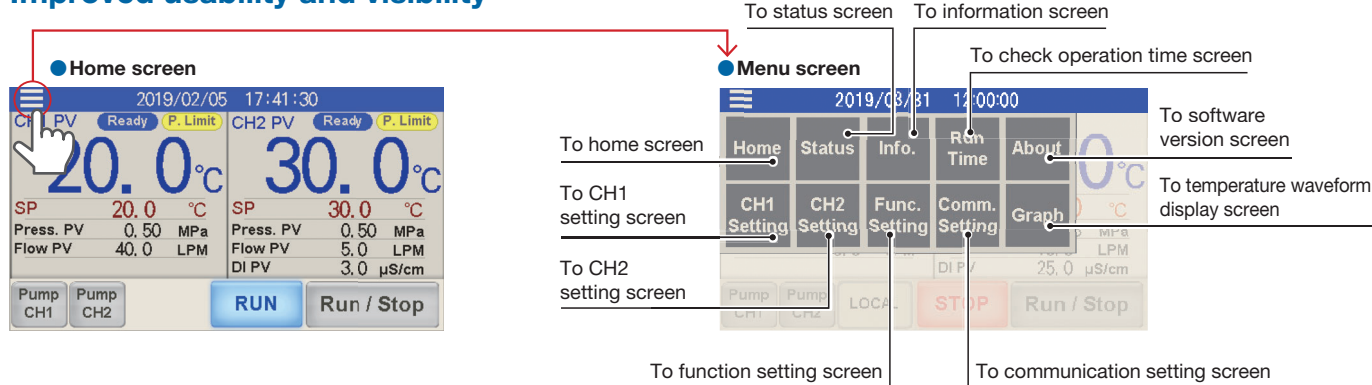 Improved usability and visibility
To status screen
To information screen
To check operation time screen
Home screen
2019/02/05 17:41:30
CH1 PV
Ready
P. Limit
20.0 °C
SP 20.0 °C
Press. PV 0.50 MPa
Flow PV 40.0 LPM
CH2 PV
Ready
P. Limit
30.0 °C
SP 30.0 °C
Press. PV 0.50 MPa
Flow PV 5.0 LPM
DI PV 3.0 µS/cm
Pump
CH1
Pump
CH2
RUN
Run / Stop
Menu screen
2019/03/31 12:00:00
Home
Status
Info.
Run
Time
About
CH1
Setting
CH2
Setting
Func.
Setting
Comm.
Setting
Graph
0 °C
°C
MPa
LPM
DI PV 25.0 µS/cm
Pump
CH1
Pump
CH2
LOCAL
STOP
Run / Stop
To home screen
To CH1
setting screen
To CH2
setting screen
To software
version screen
To temperature waveform
display screen
To function setting screen
To communication setting screen